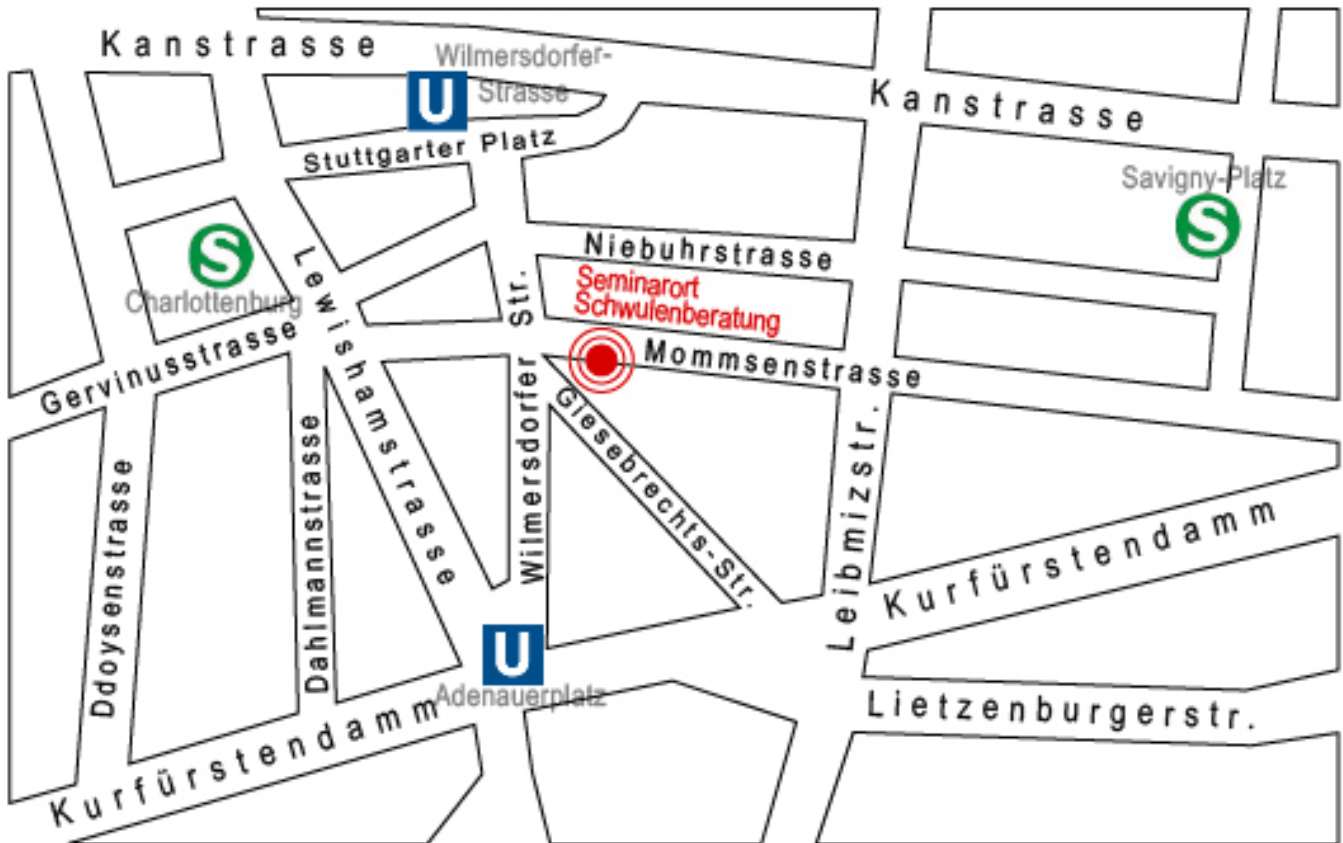 Kanstrasse
Wilmersdorfer-
Strasse
U
Kanstrasse
Stuttgarter Platz
Savigny-Platz
S
S
Charlottenburg
Niebuhrstrasse
Seminarort
Schwulenberatung
Mommsenstrasse
Gervinusstrasse
Lewishamstrasse
Wilmersdorfer Str.
Giesebrechts-Str.
Leibmizstr.
Ddoysenstrasse
Dahlmannstrasse
Kurfürstendamm
U
Adenauerplatz
Lietzenburgerstr.
Kurfürstendamm